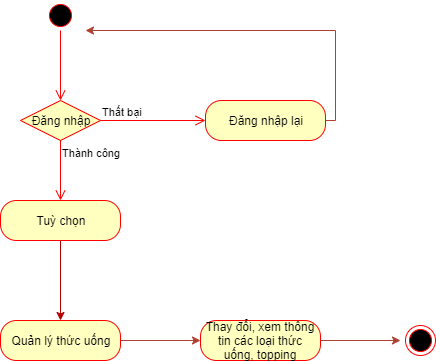 Đăng nhập
Thất bại
Đăng nhập lại
Thành công
Tuỳ chọn
Quản lý thức uống
Thay đổi, xem thông
tin các loại thức
uống, topping